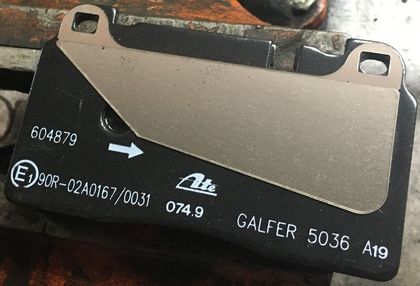 604879
E1 90R-02A0167/0031
Ate
074.9
GALFER 5036 A19